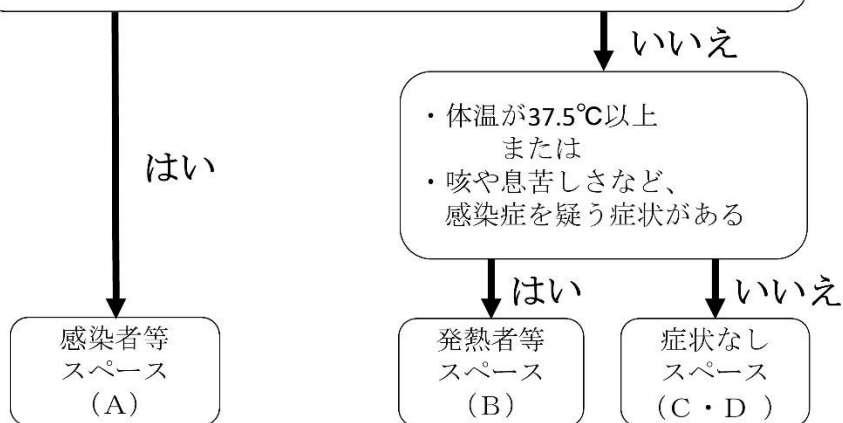 いいえ
・体温が37.5℃以上
または
・咳や息苦しさなど、
感染症を疑う症状がある
はい
はい
いいえ
感染者等
スペース
（A）
発熱者等
スペース
（B）
症状なし
スペース
（C・D ）